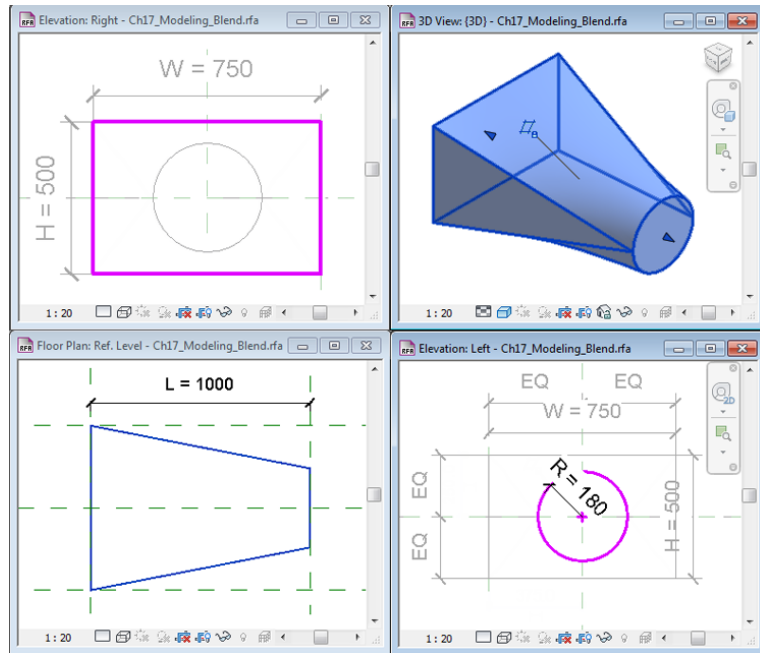 Elevation: Right - Ch17_Modeling_Blend.rfa
W = 750
H = 500
1 : 20
3D View: {3D} - Ch17_Modeling_Blend.rfa
1 : 20
Floor Plan: Ref. Level - Ch17_Modeling_Blend.rfa
L = 1000
1 : 20
Elevation: Left - Ch17_Modeling_Blend.rfa
EQ EQ
W = 750
EQ
EQ
R = 180
H = 500
2D
1 : 20